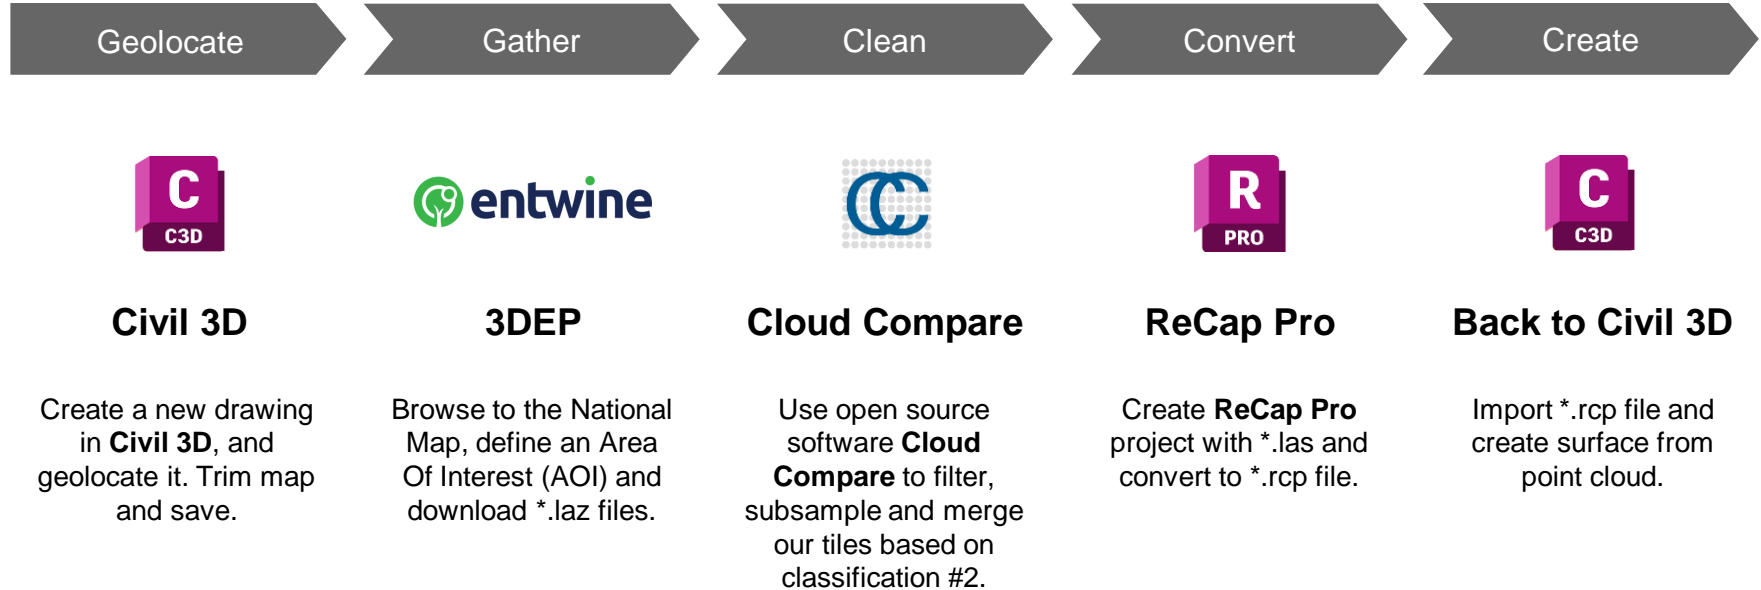 Geolocate
Gather
Clean
Convert
Create
C
C3D
entwine
CC
R
PRO
C
C3D
Civil 3D
3DEP
Cloud Compare
ReCap Pro
Back to Civil 3D
Create a new drawing
in Civil 3D, and
geolocate it. Trim map
and save.
Browse to the National
Map, define an Area
Of Interest (AOI) and
download *.laz files.
Use open source
software Cloud
Compare to filter,
subsample and merge
our tiles based on
classification #2.
Create ReCap Pro
project with *.las and
convert to *.rcp file.
Import *.rcp file and
create surface from
point cloud.